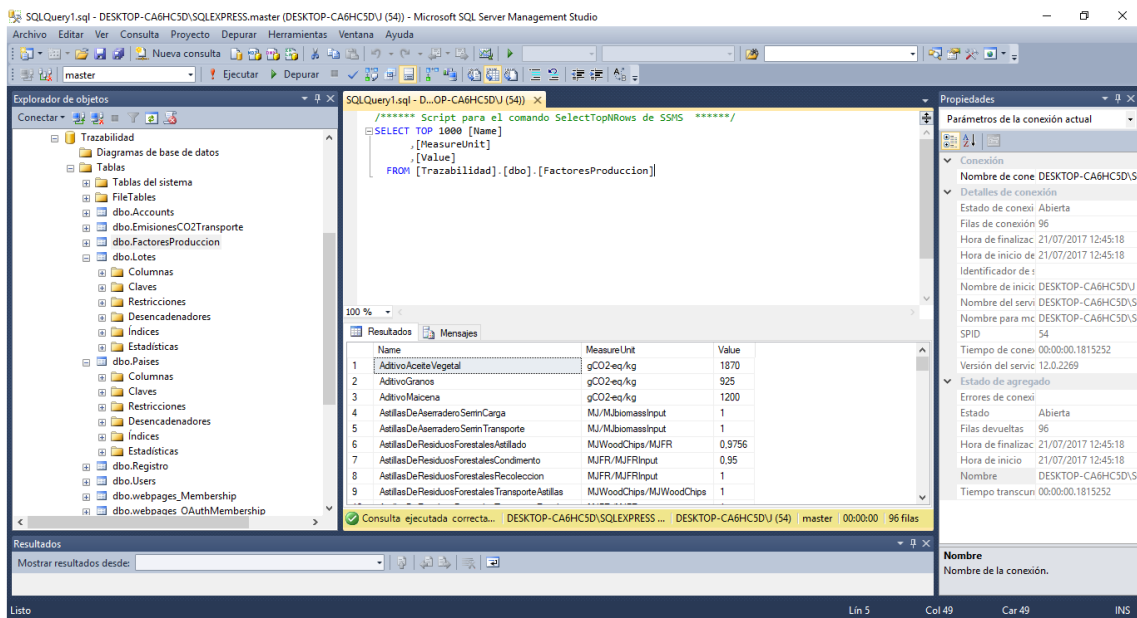 SQLQuery1.sql - DESKTOP-CA6HC5D\SQLEXPRESS.master (DESKTOP-CA6HC5D\J (54)) - Microsoft SQL Server Management Studio
Archivo Editar Ver Consulta Proyecto Depurar Herramientas Ventana Ayuda
Nueva consulta
master Ejecutar Depurar
Explorador de objetos
Conectar
Trazabilidad
Diagramas de base de datos
Tablas
Tablas del sistema
FileTables
dbo.Accounts
dbo.EmisionesCO2Transporte
dbo.FactoresProduccion
dbo.Lotes
Columnas
Claves
Restricciones
Desencadenadores
Índices
Estadísticas
dbo.Paises
Columnas
Claves
Restricciones
Desencadenadores
Índices
Estadísticas
dbo.Registro
dbo.Users
dbo.webpages_Membership
dbo.webpages_OAuthMembership
SQLQuery1.sql - D...OP-CA6HC5D\J (54))
/****** Script para el comando SelectTopNRows de SSMS ******/
SELECT TOP 1000 [Name]
,[MeasureUnit]
,[Value]
FROM [Trazabilidad].[dbo].[FactoresProduccion]
100 %
Resultados Mensajes
Name MeasureUnit Value
1 AditivoAceiteVegetal gCO2-eq/kg 1870
2 AditivoGranos gCO2-eq/kg 925
3 AditivoMaicena gCO2-eq/kg 1200
4 AstillasDeAserraderoSerrinCarga MJ/MJbiomassInput 1
5 AstillasDeAserraderoSerrinTransporte MJ/MJbiomassInput 1
6 AstillasDeResiduosForestalesAstillado MJWoodChips/MJFR 0,9756
7 AstillasDeResiduosForestalesCondimento MJFR/MJFRInput 0,95
8 AstillasDeResiduosForestalesRecoleccion MJFR/MJFRInput 1
9 AstillasDeResiduosForestalesTransporteAstillas MJWoodChips/MJWoodChips 1
Consulta ejecutada correcta... DESKTOP-CA6HC5D\SQLEXPRESS ... DESKTOP-CA6HC5D\J (54) master 00:00:00 96 filas
Propiedades
Parámetros de la conexión actual
Conexión
Nombre de cone DESKTOP-CA6HC5D\S
Detalles de conexión
Estado de conexi Abierta
Filas de conexión 96
Hora de finalizac 21/07/2017 12:45:18
Hora de inicio de 21/07/2017 12:45:18
Identificador de s
Nombre de inicio DESKTOP-CA6HC5D\J
Nombre del servi DESKTOP-CA6HC5D\S
Nombre para mc DESKTOP-CA6HC5D\S
SPID 54
Tiempo de cone 00:00:00.1815252
Versión del servic 12.0.2269
Estado de agregado
Errores de conexi
Estado Abierta
Filas devueltas 96
Hora de finalizac 21/07/2017 12:45:18
Hora de inicio 21/07/2017 12:45:18
Nombre DESKTOP-CA6HC5D\S
Tiempo transcurr 00:00:00.1815252
Nombre
Nombre de la conexión.
Resultados
Mostrar resultados desde:
Listo Lín 5 Col 49 Car 49 INS